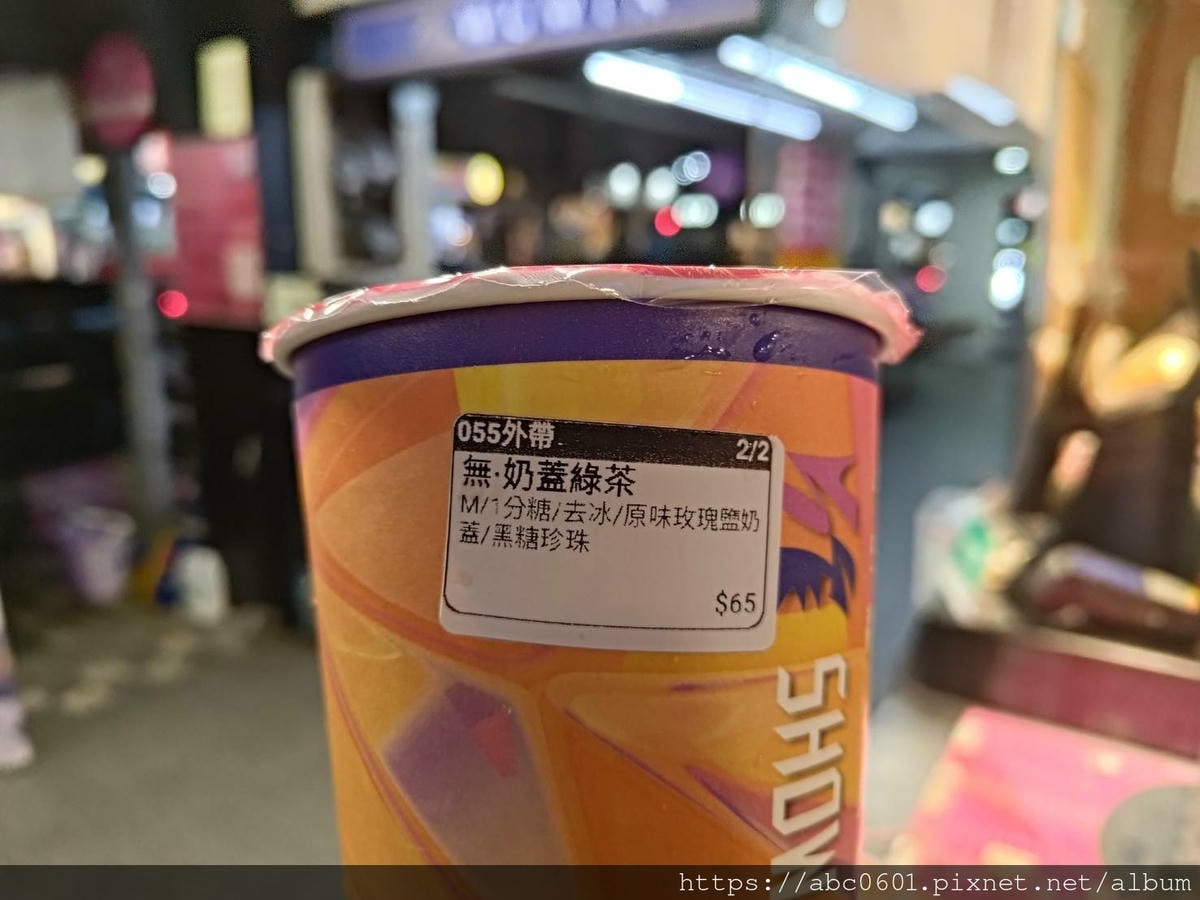 055外帶
2/2
無·奶蓋綠茶
M/1分糖/去冰/原味玫瑰鹽奶
蓋/黑糖珍珠
$65
SHOW
https://abc0601.pixnet.net/album